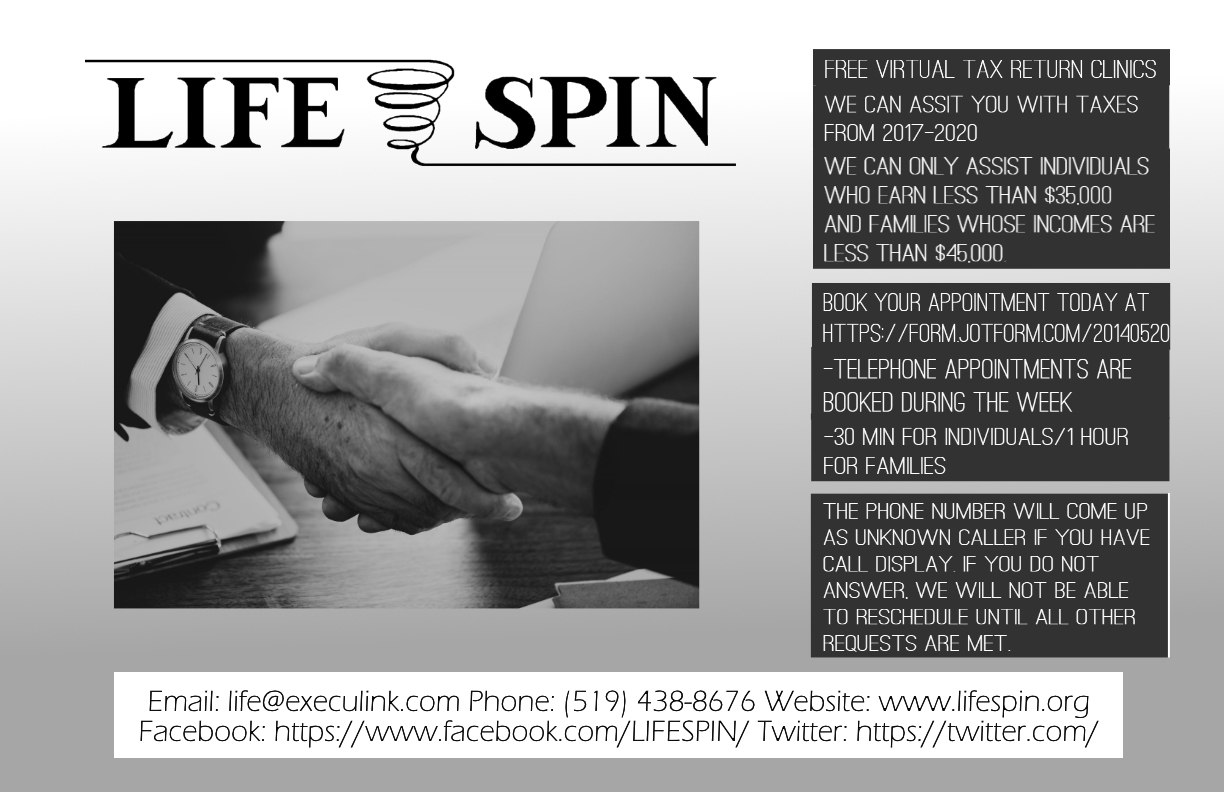 LIFE SPIN
FREE VIRTUAL TAX RETURN CLINICS
WE CAN ASSIT YOU WITH TAXES
FROM 2017-2020
WE CAN ONLY ASSIST INDIVIDUALS
WHO EARN LESS THAN $35,000
AND FAMILIES WHOSE INCOMES ARE
LESS THAN $45,000.
BOOK YOUR APPOINTMENT TODAY AT
HTTPS://FORM.JOTFORM.COM/20140520
-TELEPHONE APPOINTMENTS ARE
BOOKED DURING THE WEEK
-30 MIN FOR INDIVIDUALS/1 HOUR
FOR FAMILIES
THE PHONE NUMBER WILL COME UP
AS UNKNOWN CALLER IF YOU HAVE
CALL DISPLAY. IF YOU DO NOT
ANSWER, WE WILL NOT BE ABLE
TO RESCHEDULE UNTIL ALL OTHER
REQUESTS ARE MET.
Contract
Email: life@execulink.com Phone: (519) 438-8676 Website: www.lifespin.org
Facebook: https://www.facebook.com/LIFESPIN/ Twitter: https://twitter.com/